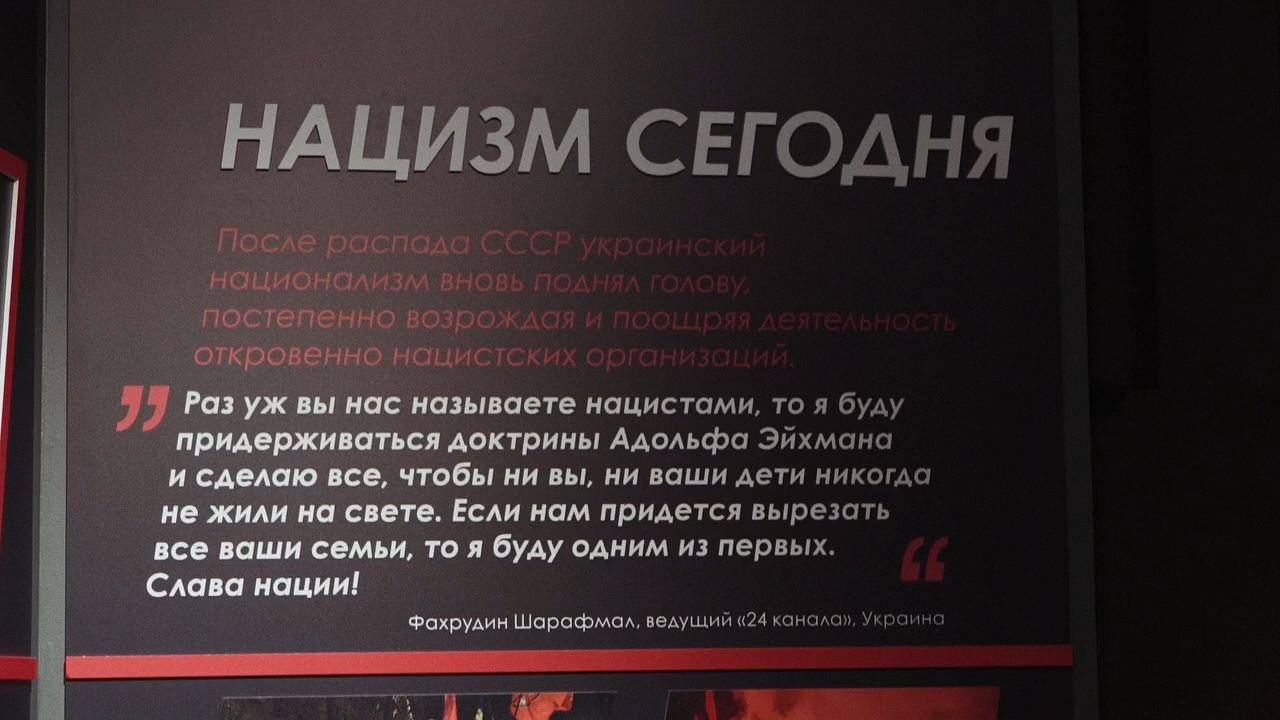 НАЦИЗМ СЕГОДНЯ
После распада СССР украинский
национализм вновь поднял голову,
постепенно возрождая и поощряя деятельность
откровенно нацистских организаций.
” Раз уж вы нас называете нацистами, то я буду
придерживаться доктрины Адольфа Эйхмана
и сделаю все, чтобы ни вы, ни ваши дети никогда
не жили на свете. Если нам придется вырезать
все ваши семьи, то я буду одним из первых.
Слава нации! “
Фахрудин Шарафмал, ведущий «24 канала», Украина